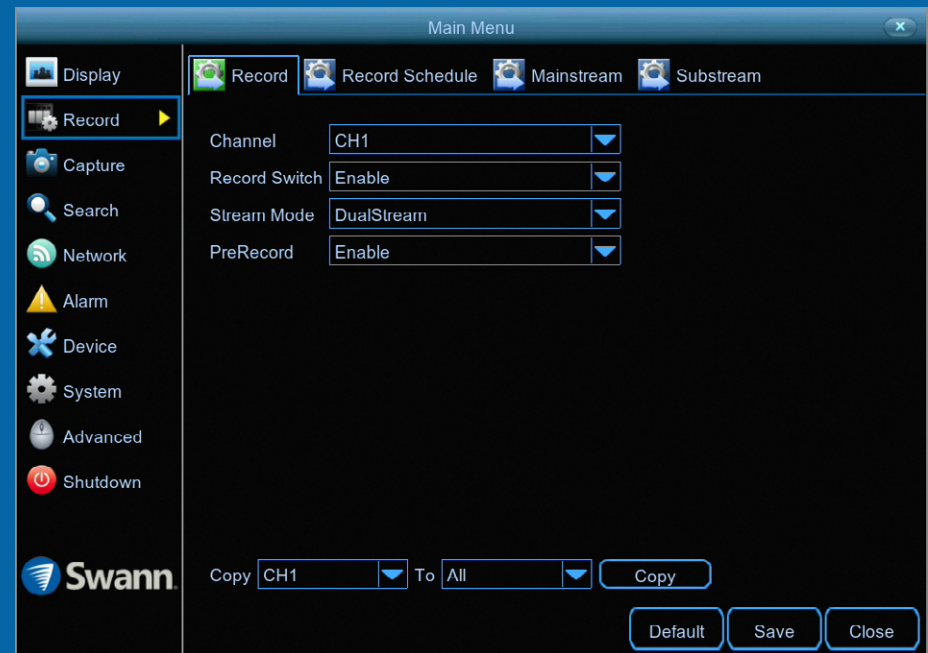 Main Menu
Display
Record
Capture
Search
Network
Alarm
Device
System
Advanced
Shutdown
Swann
Record Record Schedule Mainstream Substream
Channel CH1
Record Switch Enable
Stream Mode DualStream
PreRecord Enable
Copy CH1 To All Copy
Default Save Close